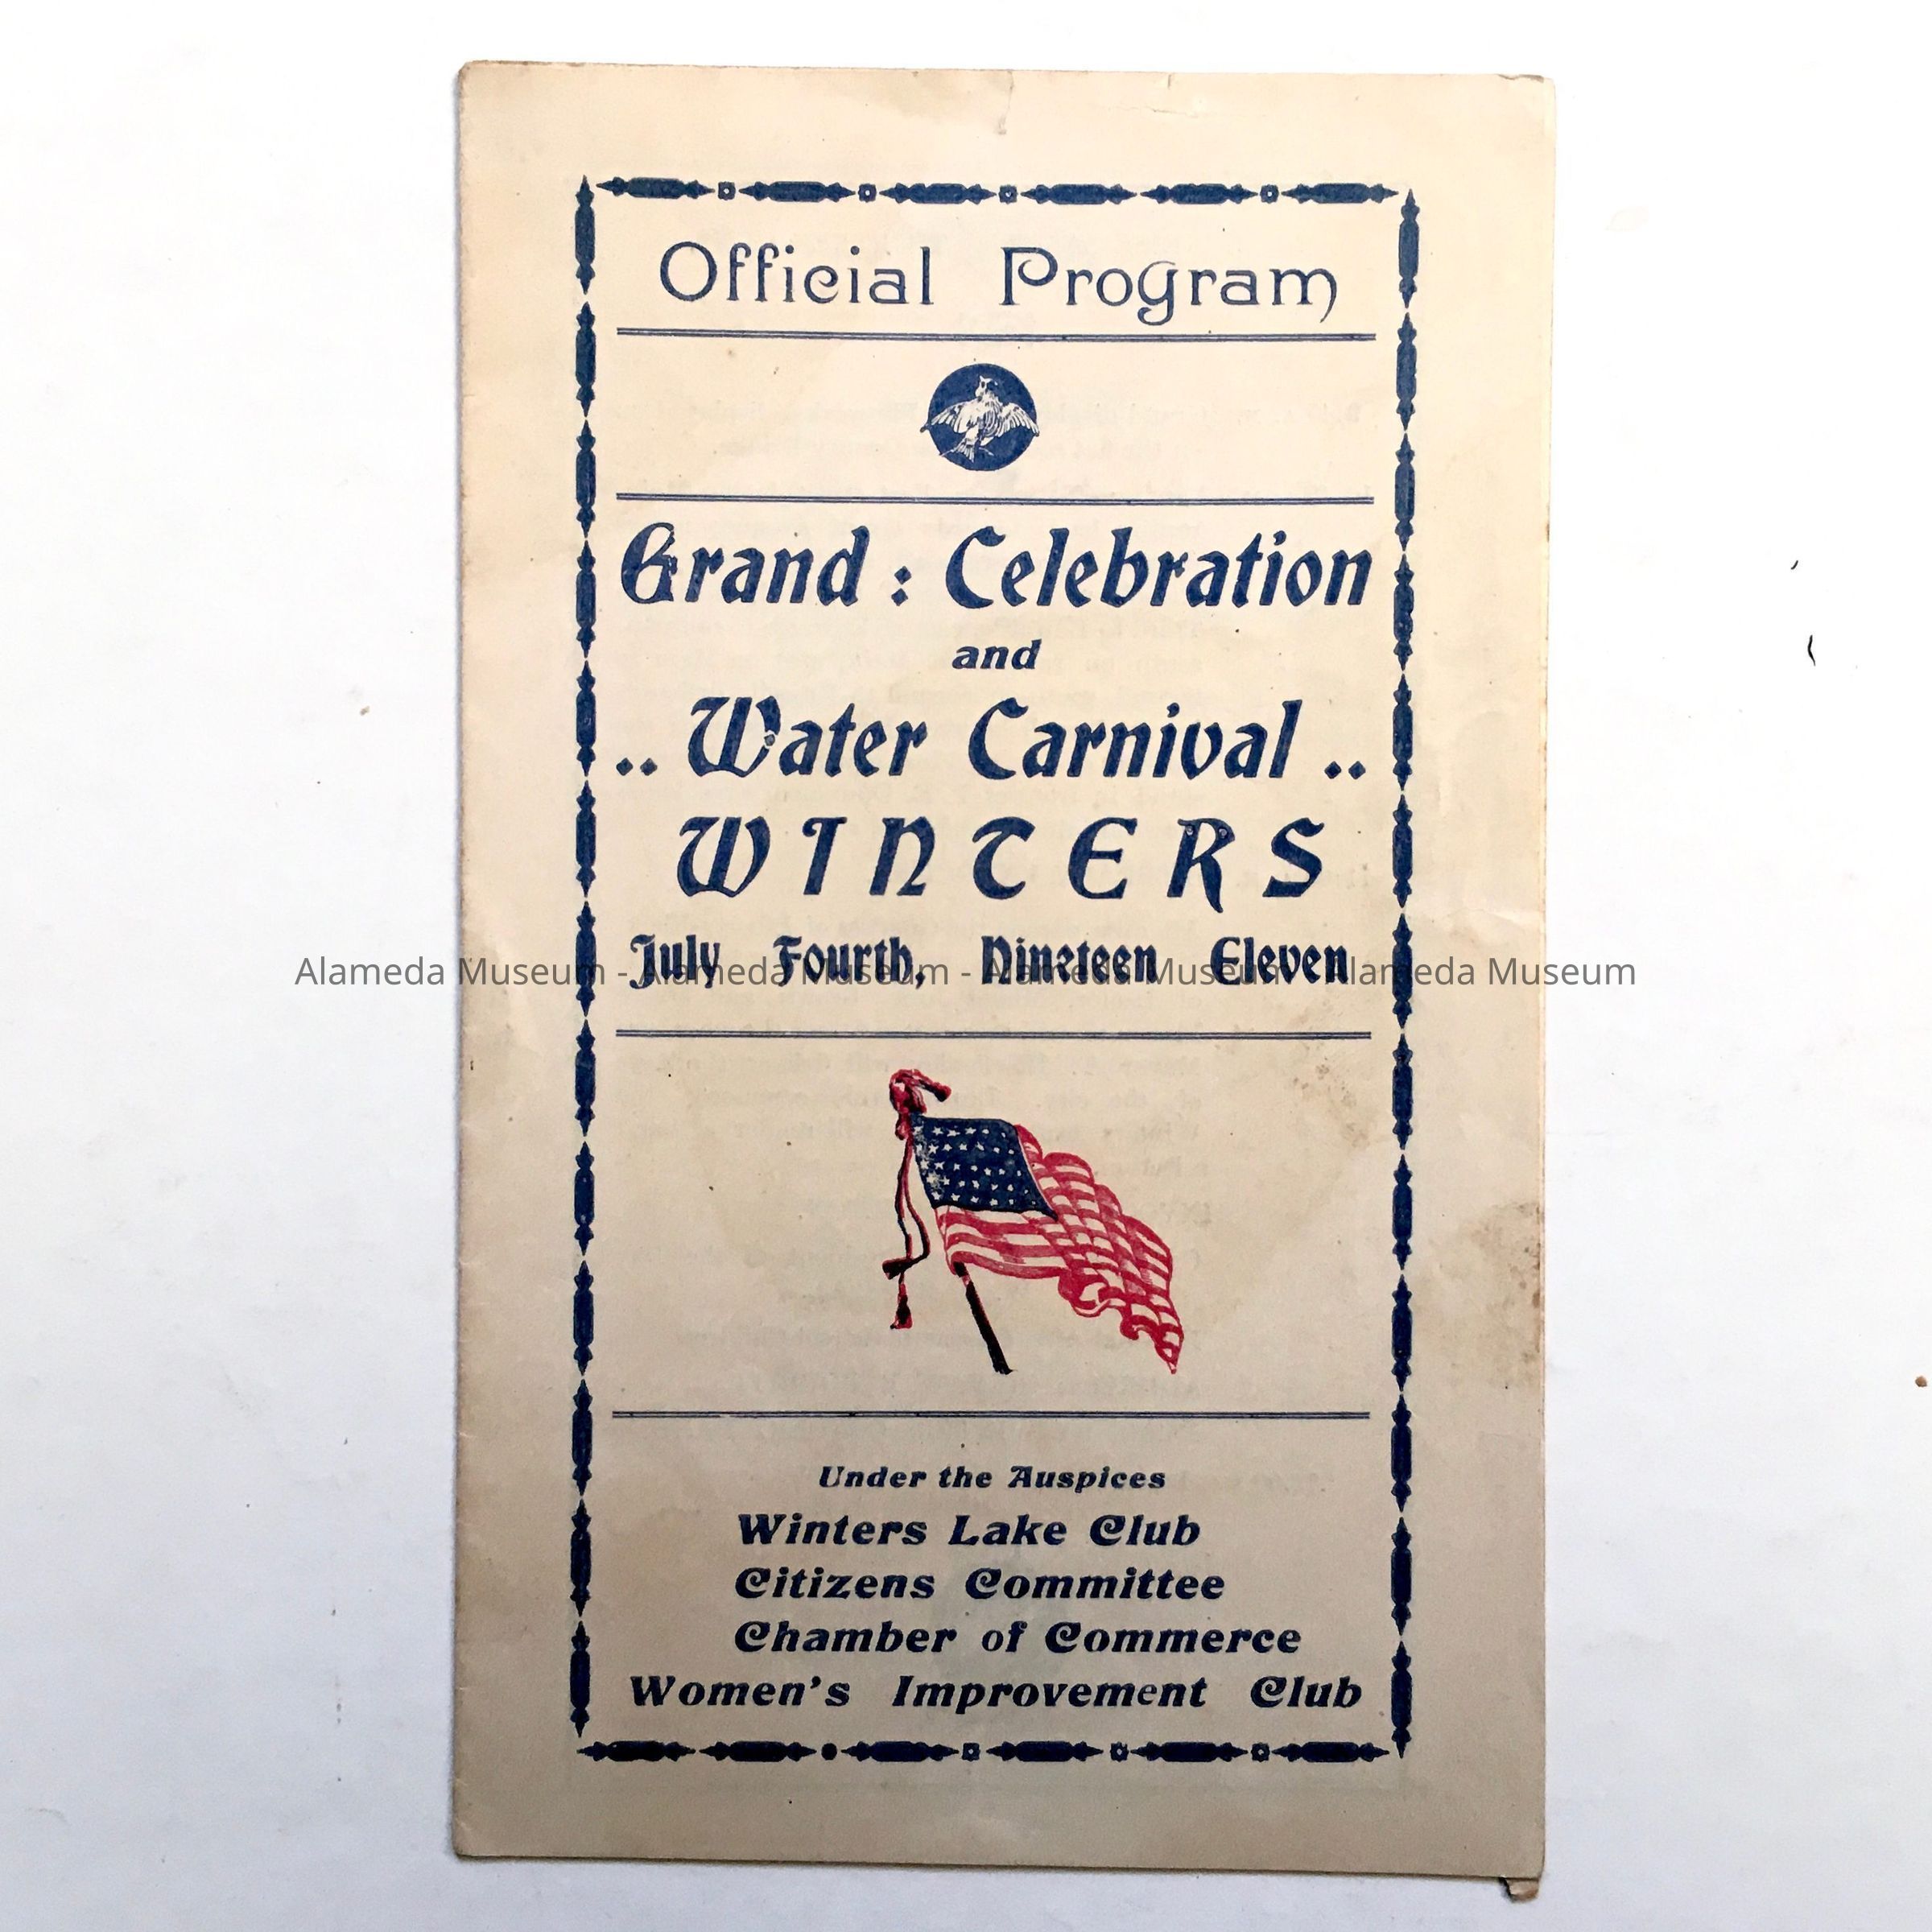 Official Program
Grand : Celebration
and
.. Water Carnival ..
WINTERS
July Fourth, Nineteen Eleven
Alameda Museum - Alameda Museum - Alameda Museum - Alameda Museum
Under the Auspices
Winters Lake Club
Citizens Committee
Chamber of Commerce
Women's Improvement Club